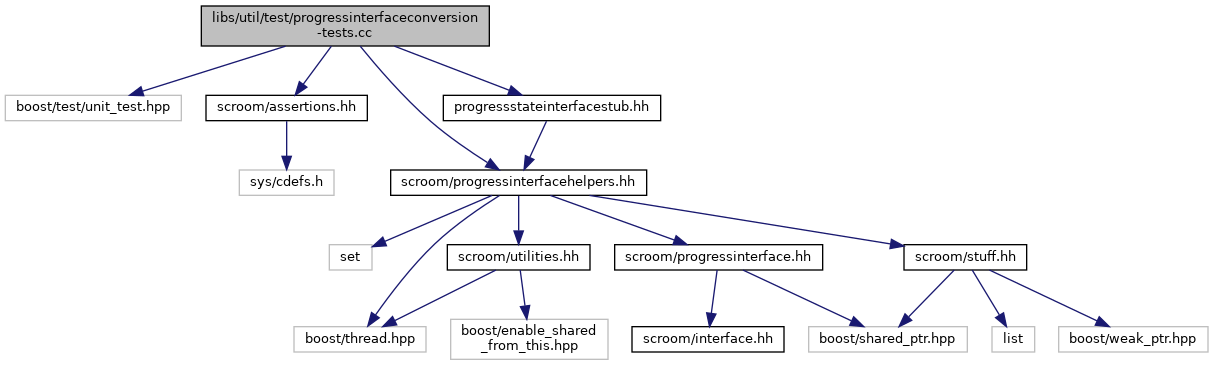 libs/util/test/progressinterfaceconversion
-tests.cc
boost/test/unit_test.hpp
scroom/assertions.hh
progressstateinterfacestub.hh
sys/cdefs.h
scroom/progressinterfacehelpers.hh
set
scroom/utilities.hh
scroom/progressinterface.hh
scroom/stuff.hh
boost/thread.hpp
boost/enable_shared
_from_this.hpp
scroom/interface.hh
boost/shared_ptr.hpp
list
boost/weak_ptr.hpp